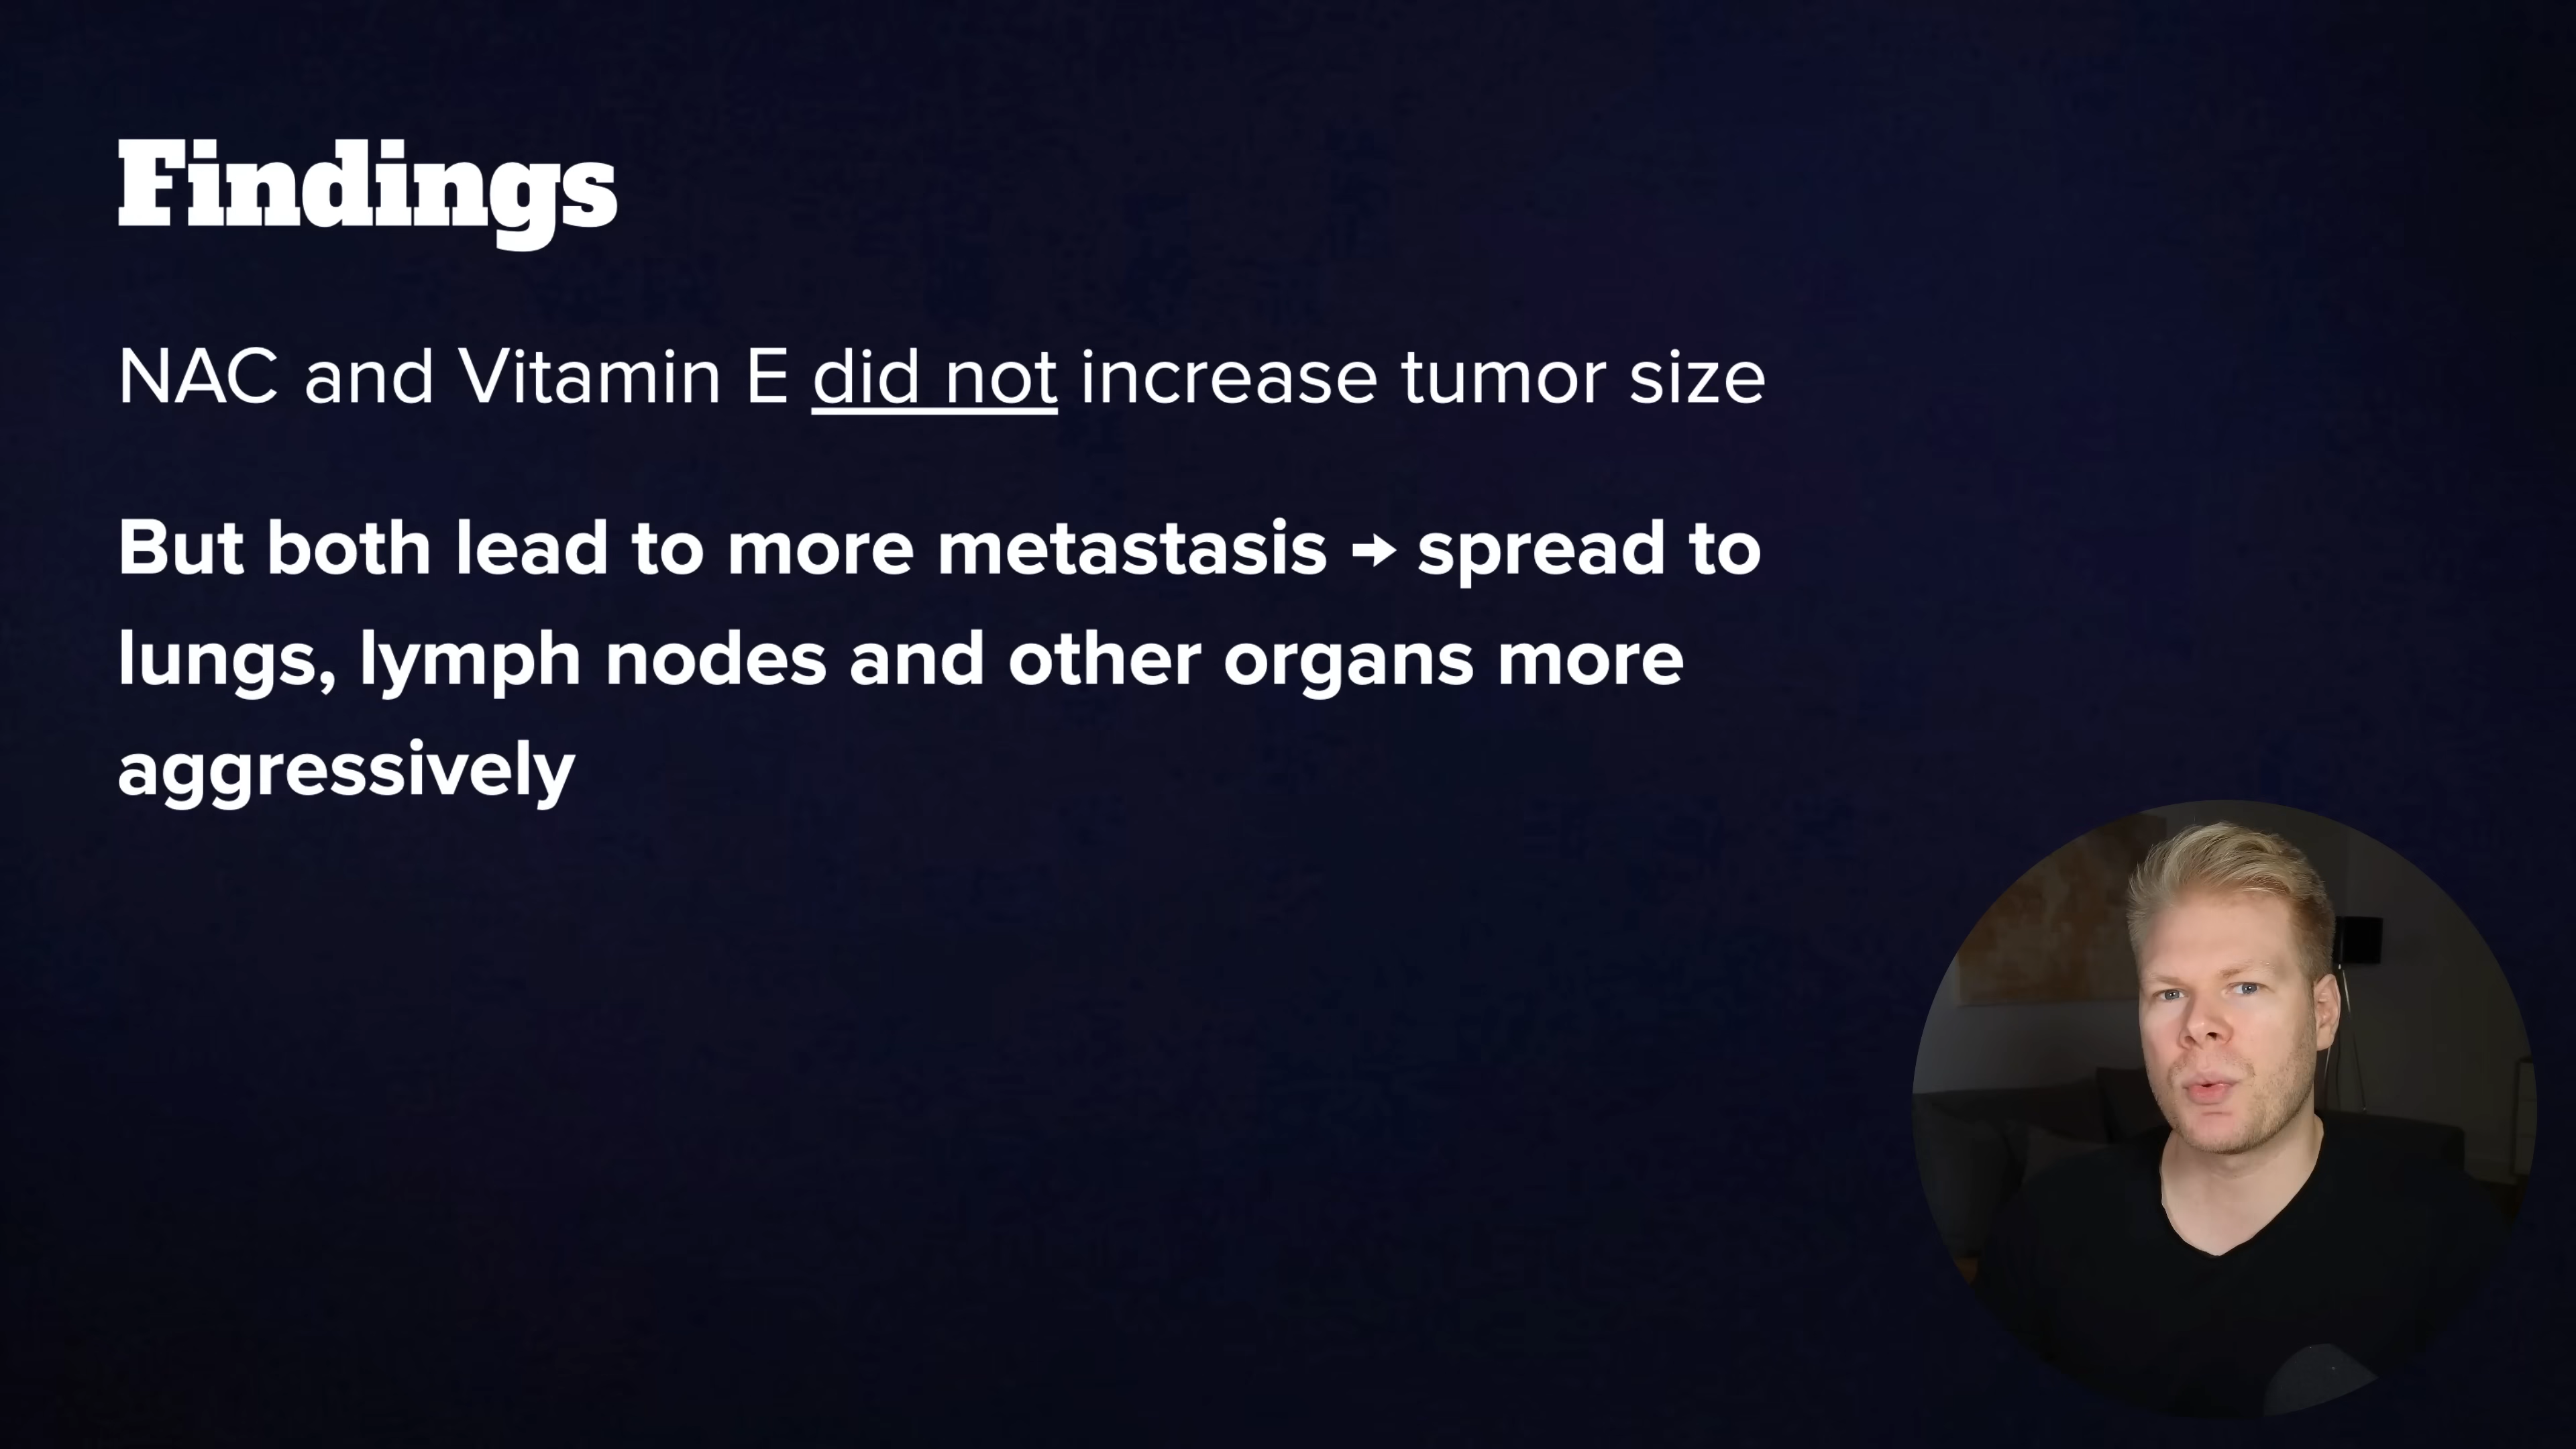 Findings
NAC and Vitamin E did not increase tumor size
But both lead to more metastasis → spread to
lungs, lymph nodes and other organs more
aggressively